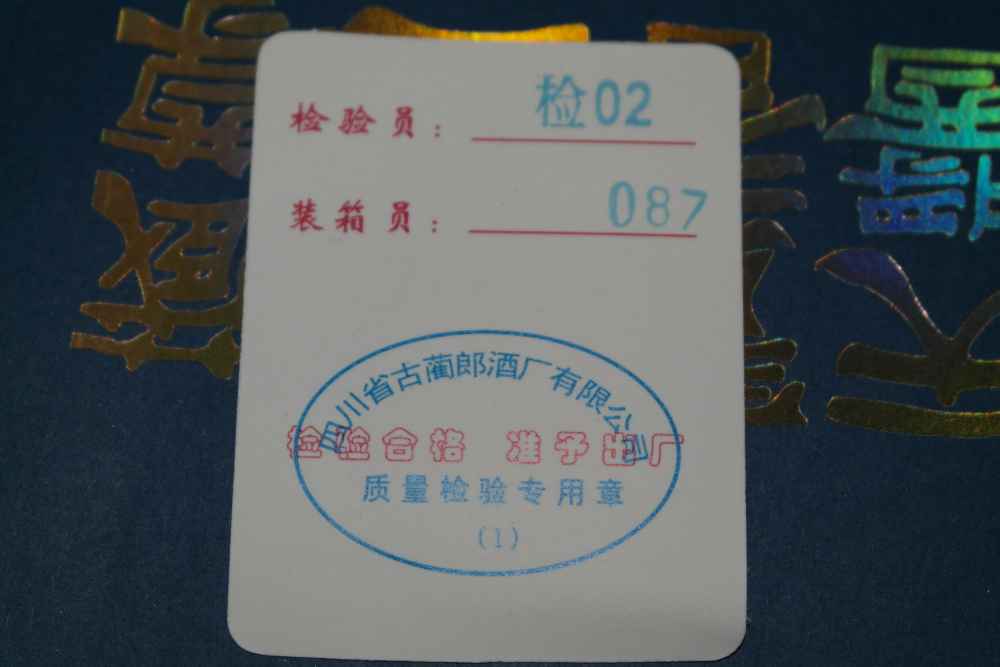 检验员： 检02
装箱员： 087
四川省古蔺郎酒厂有限公司
检验合格 准予出厂
质量检验专用章
(1)